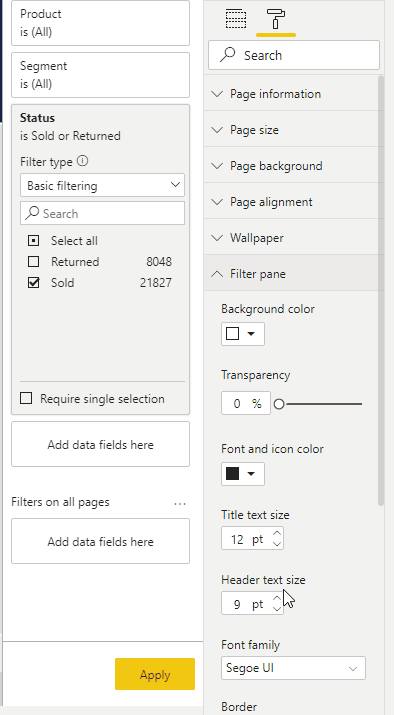 Product
is (All)
Segment
is (All)
Status
is Sold or Returned
Filter type
Basic filtering
Search
Select all
Returned 8048
Sold 21827
Require single selection
Add data fields here
Filters on all pages ...
Add data fields here
Apply
Search
Page information
Page size
Page background
Page alignment
Wallpaper
Filter pane
Background color
Transparency
0 %
Font and icon color
Title text size
12 pt
Header text size
9 pt
Font family
Segoe UI
Border